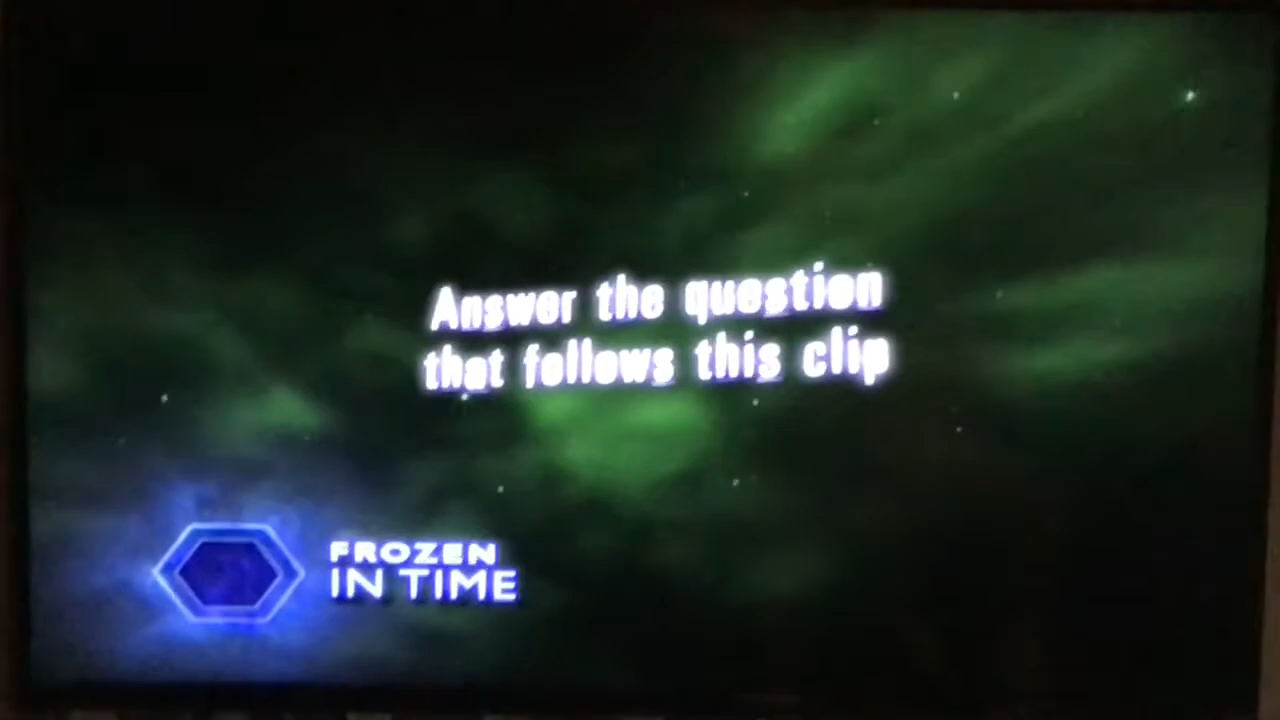 Answer the question
that follows this clip
FROZEN
IN TIME